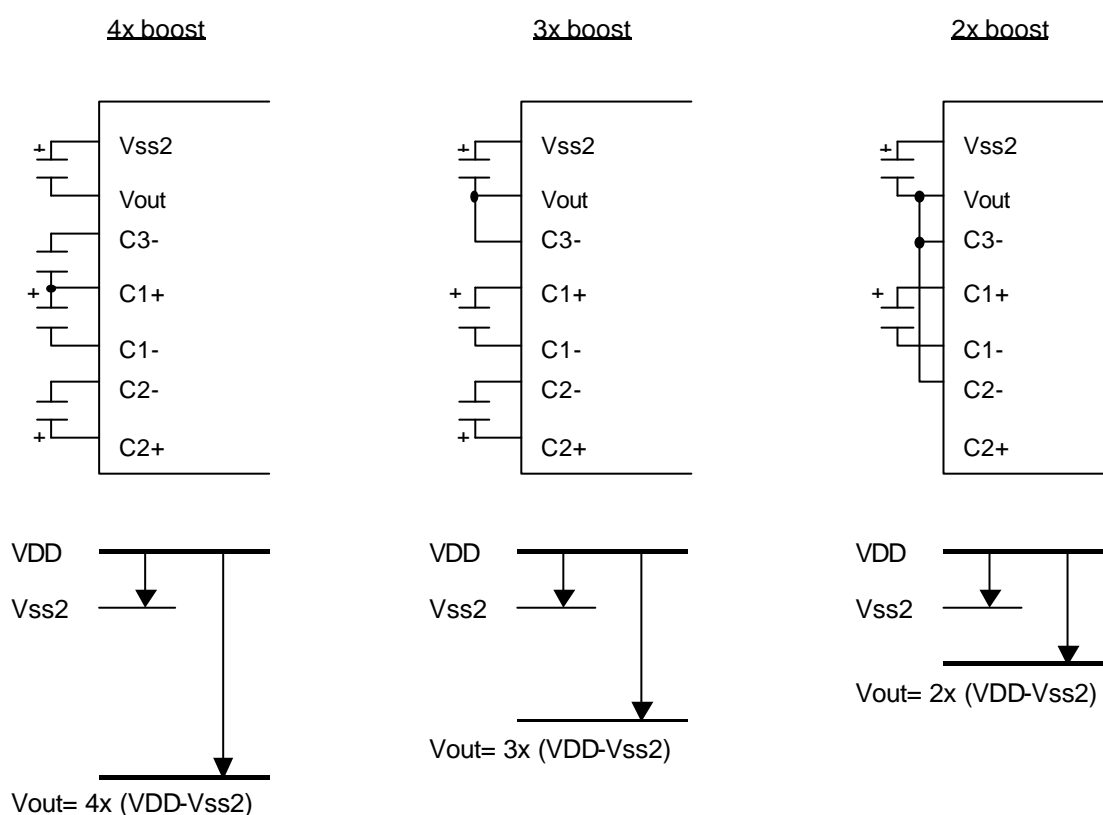 4x boost
+
Vss2
Vout
C3-
+
C1+
C1-
C2-
+
C2+
VDD
Vss2
Vout= 4x (VDD-Vss2)
3x boost
+
Vss2
Vout
C3-
+
C1+
C1-
C2-
+
C2+
VDD
Vss2
Vout= 3x (VDD-Vss2)
2x boost
+
Vss2
Vout
C3-
+
C1+
C1-
C2-
C2+
VDD
Vss2
Vout= 2x (VDD-Vss2)